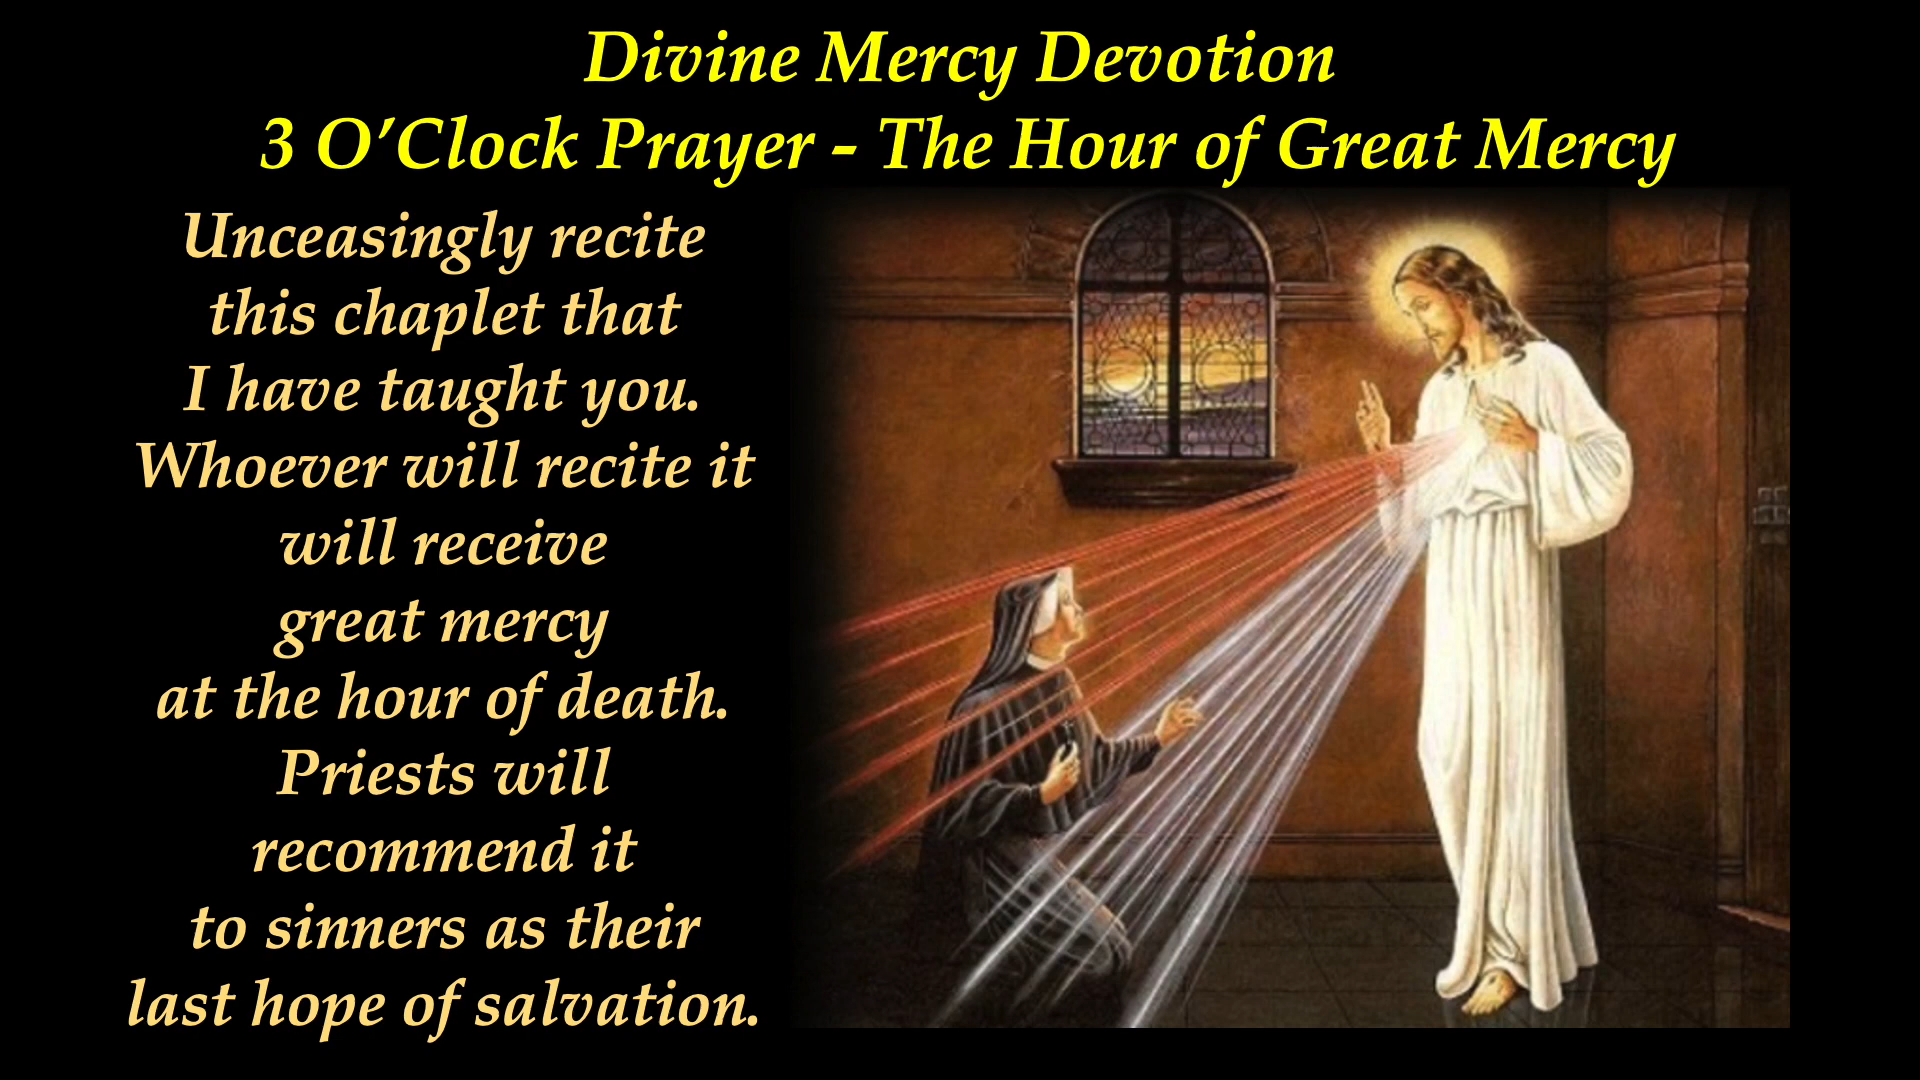 Divine Mercy Devotion
3 O’Clock Prayer - The Hour of Great Mercy
Unceasingly recite
this chaplet that
I have taught you.
Whoever will recite it
will receive
great mercy
at the hour of death.
Priests will
recommend it
to sinners as their
last hope of salvation.